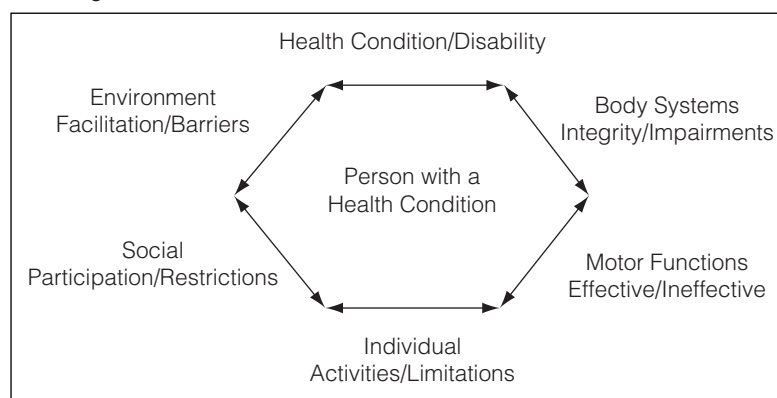 Health Condition/Disability
Environment
Facilitation/Barriers
Body Systems
Integrity/Impairments
Person with a
Health Condition
Social
Participation/Restrictions
Motor Functions
Effective/Ineffective
Individual
Activities/Limitations